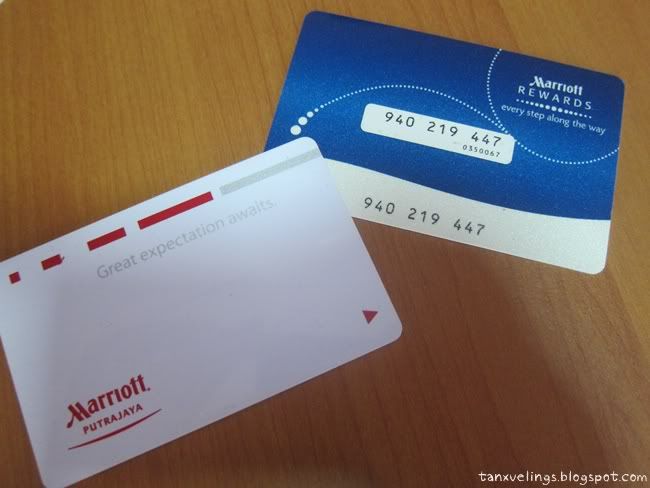 Marriott
REWARDS
every step along the way
940 219 447
0350067
940 219 447
Great expectation awaits.
Marriott
PUTRAJAYA
tanxvelings.blogspot.com